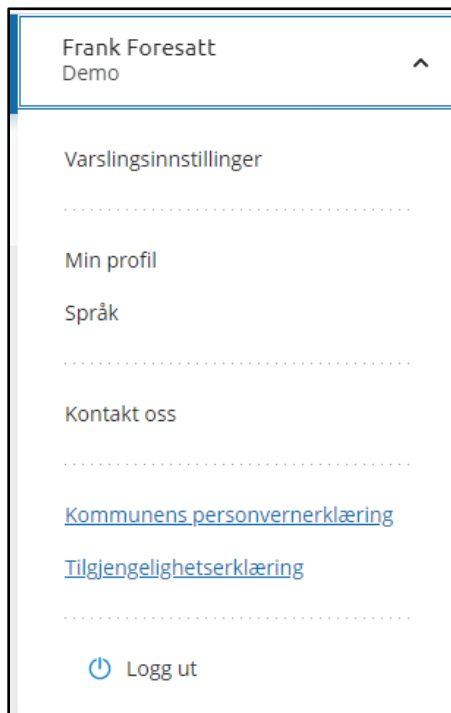 Frank Foresatt
Demo
Varslingsinnstillinger
Min profil
Språk
Kontakt oss
Kommunens personvernerklæring
Tilgjengelighetserklæring
Logg ut